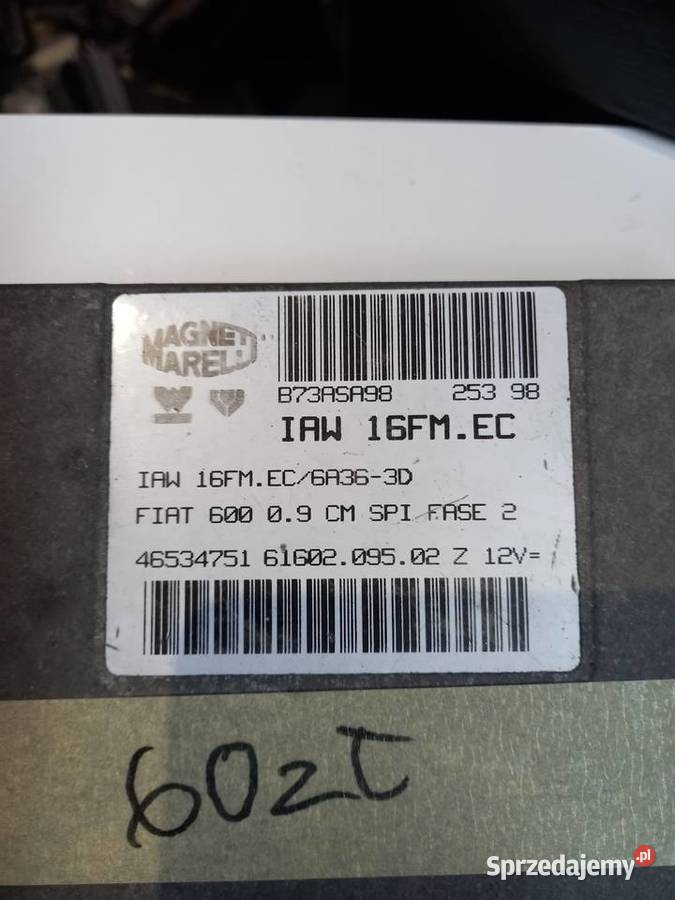 MAGNETI
MARELLI
B73ASA98 253 98
IAW 16FM.EC
IAW 16FM.EC/6A36-3D
FIAT 600 0.9 CM SPI FASE 2
46534751 61602.095.02 Z 12V=
60zł
Sprzedajemy.pl